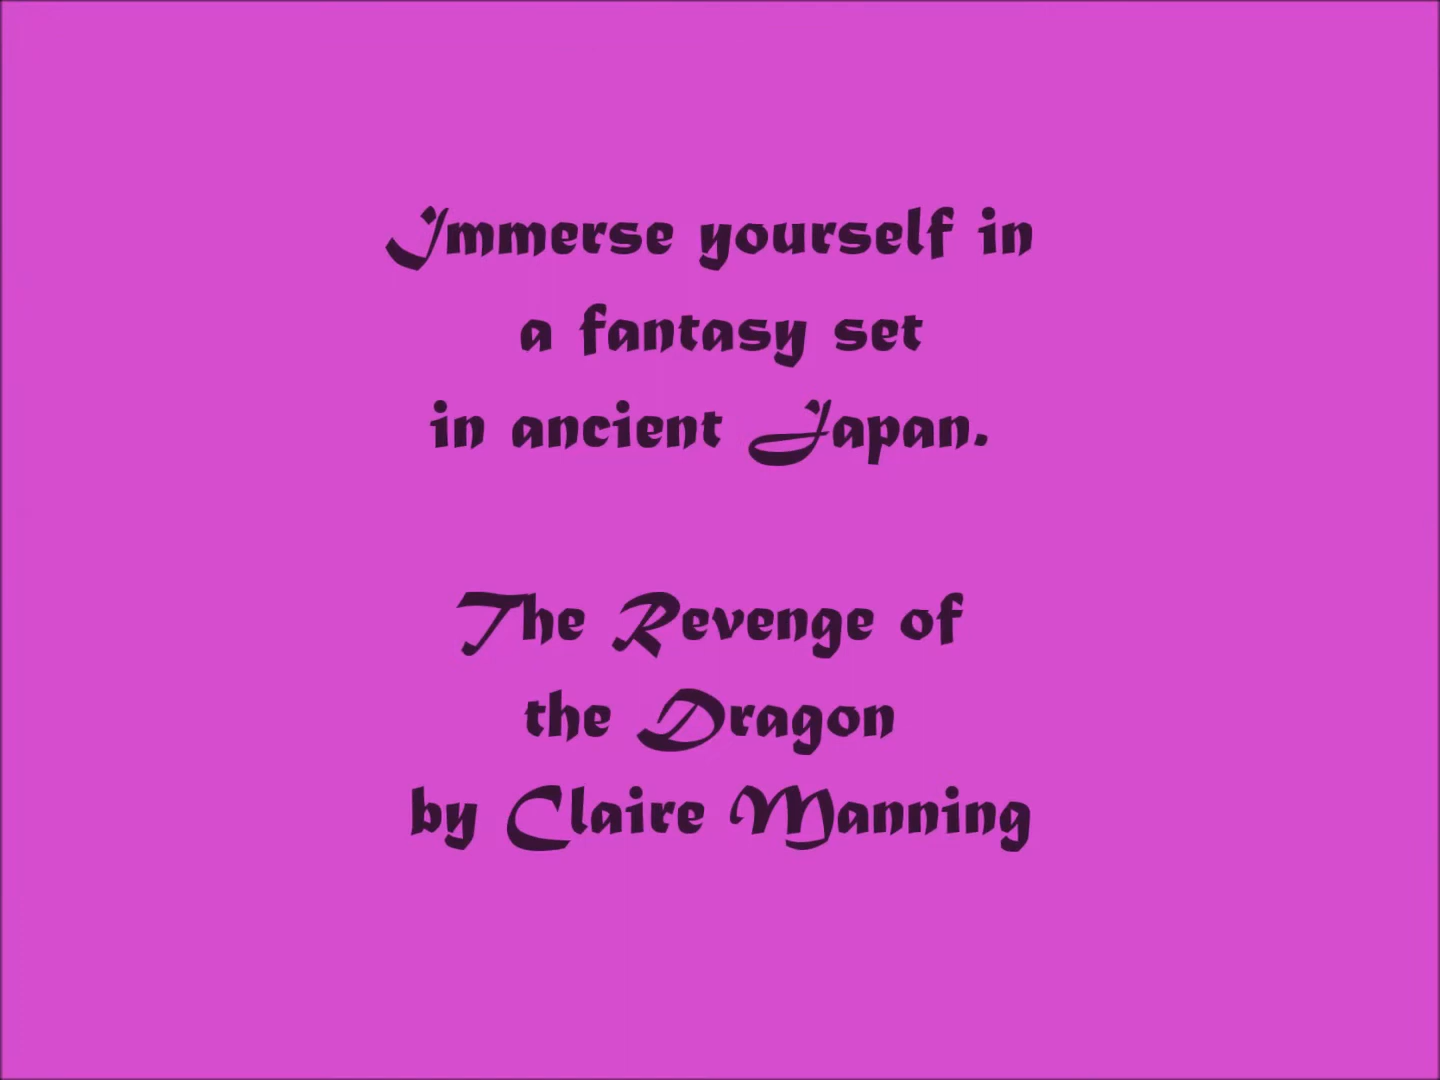 Immerse yourself in
a fantasy set
in ancient Japan.
The Revenge of
the Dragon
by Claire Manning